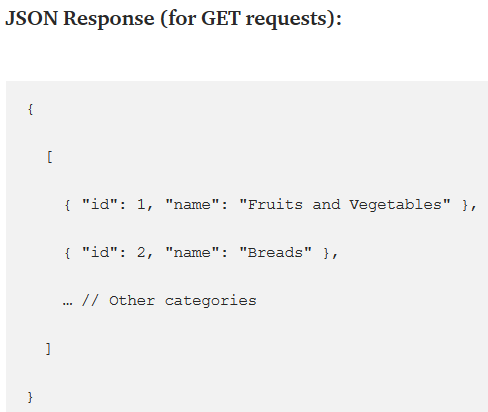 JSON Response (for GET requests):
{
[
{ "id": 1, "name": "Fruits and Vegetables" },
{ "id": 2, "name": "Breads" },
… // Other categories
]
}